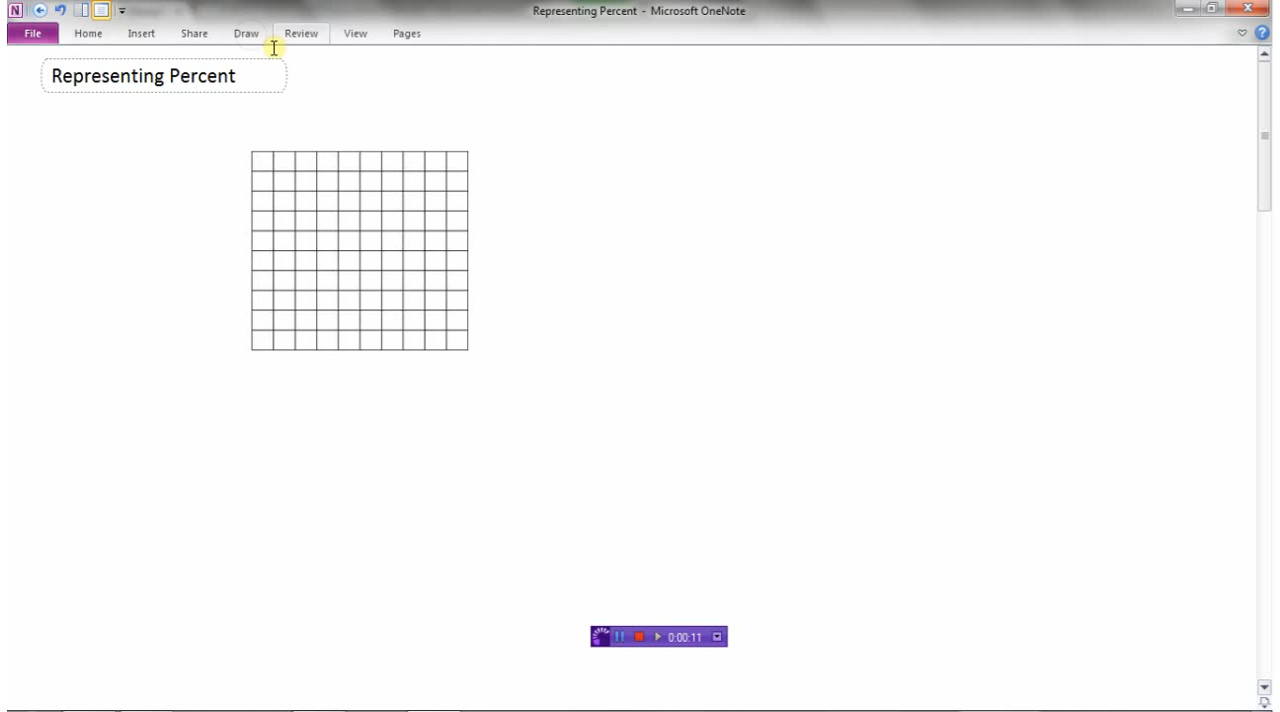 Representing Percent - Microsoft OneNote
File Home Insert Share Draw Review View Pages
Representing Percent
0:00:11